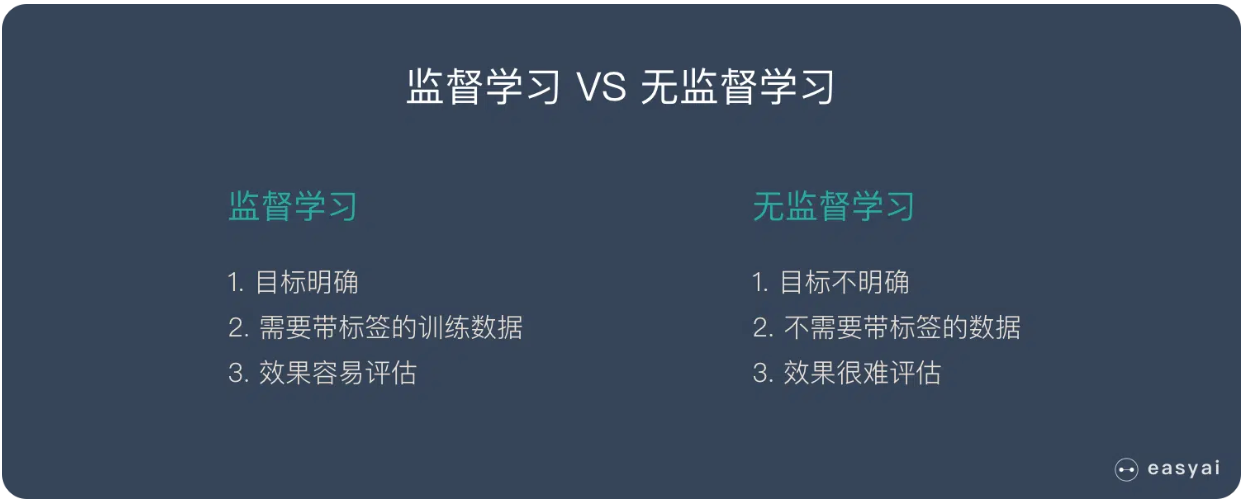 监督学习 VS 无监督学习
监督学习
1. 目标明确
2. 需要带标签的训练数据
3. 效果容易评估
无监督学习
1. 目标不明确
2. 不需要带标签的数据
3. 效果很难评估
easyai